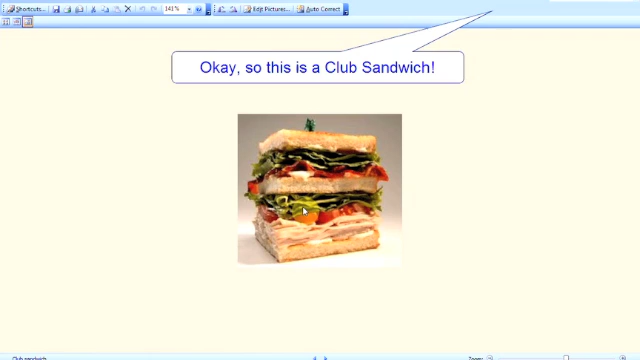 Shortcuts...
141%
Edit Pictures...
Auto Correct
Okay, so this is a Club Sandwich!
Club sandwich
Zoom: